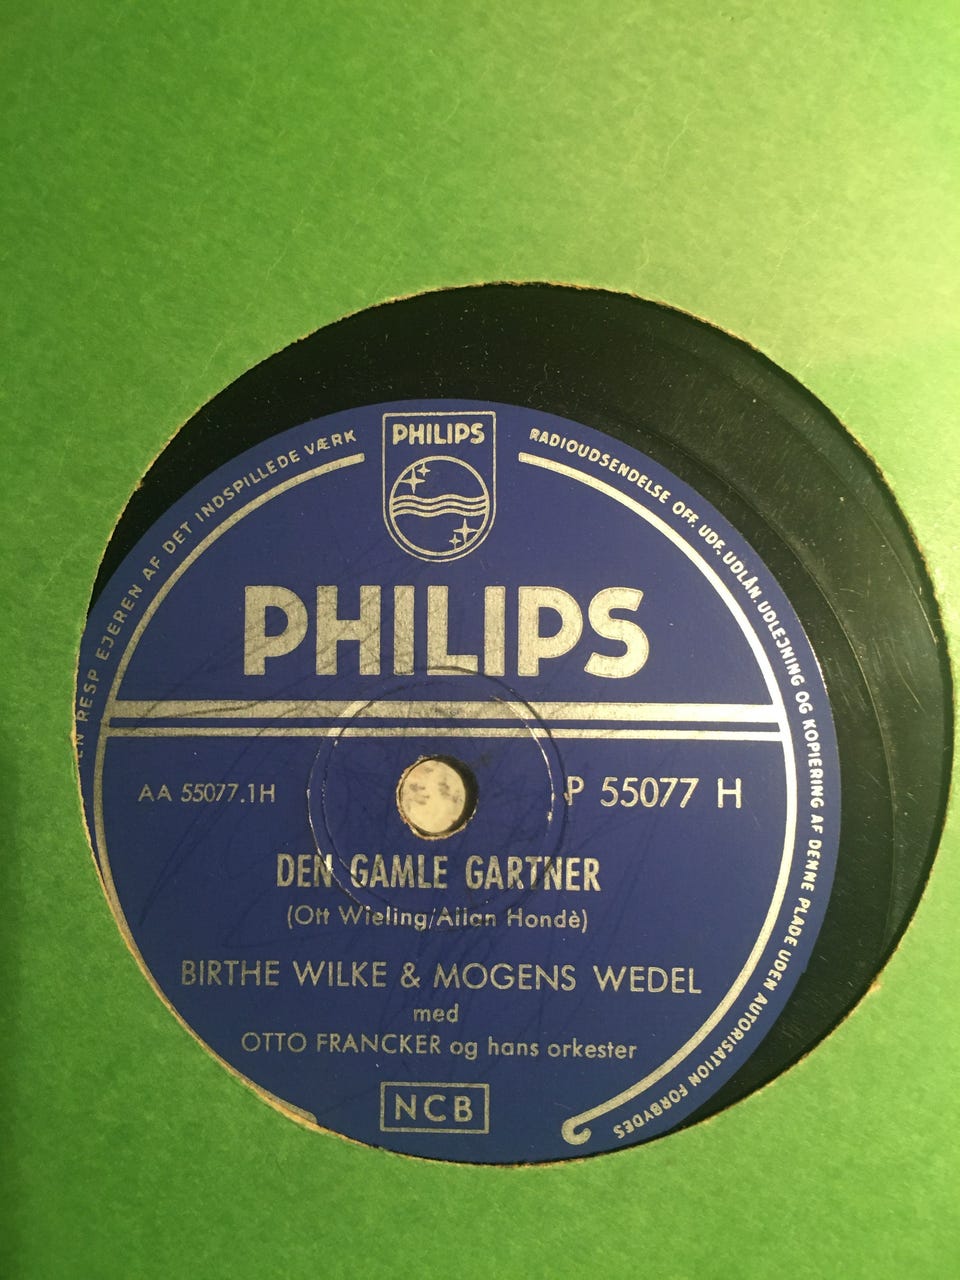 PHILIPS
EJEREN AF DET INDSPILLEDE VÆRK
RADIOUDSENDELSE OFF. UDF. UDLÅN. UDLEJNING OG KOPIERING AF DENNE PLADE UDEN AUTORISATION FORBYDES
RESP
PHILIPS
AA 55077.1H
P 55077 H
DEN GAMLE GARTNER
(Ott Wieling/Allan Hondè)
BIRTHE WILKE & MOGENS WEDEL
med
OTTO FRANCKER og hans orkester
NCB